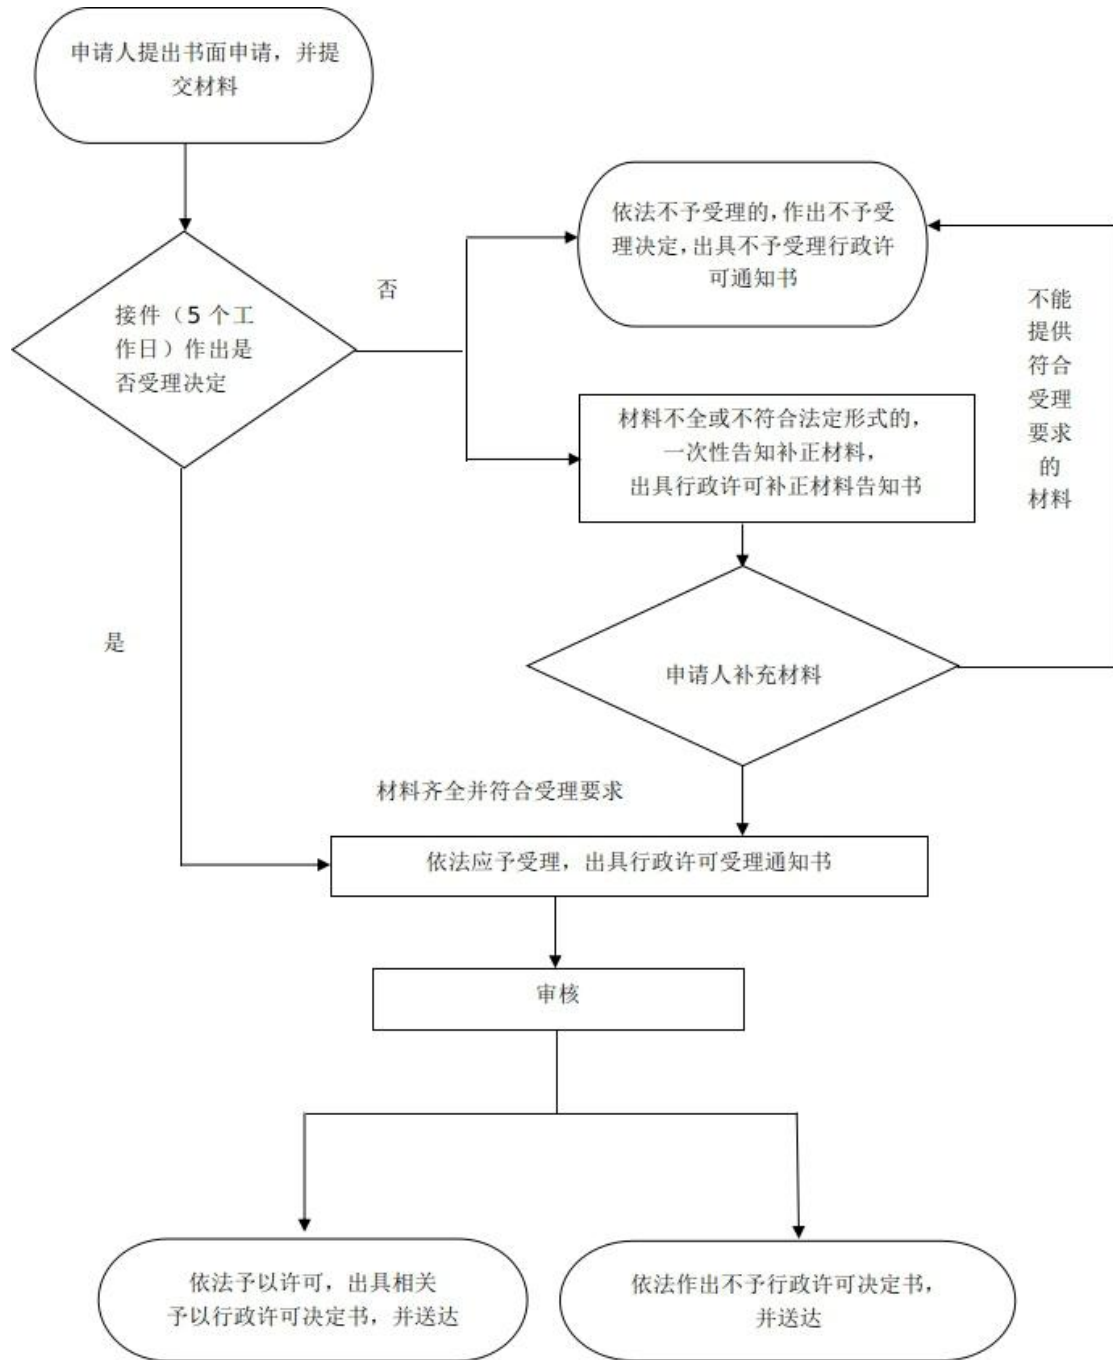 申请人提出书面申请，并提
交材料
依法不予受理的，作出不予受
理决定，出具不予受理行政许
可通知书
否
接件（5 个工
作日）作出是
否受理决定
不能
提供
符合
受理
要求
的
材料
材料不全或不符合法定形式的，
一次性告知补正材料，
出具行政许可补正材料告知书
是
申请人补充材料
材料齐全并符合受理要求
依法应予受理，出具行政许可受理通知书
审核
依法予以许可，出具相关
予以行政许可决定书，并送达
依法作出不予行政许可决定书，
并送达